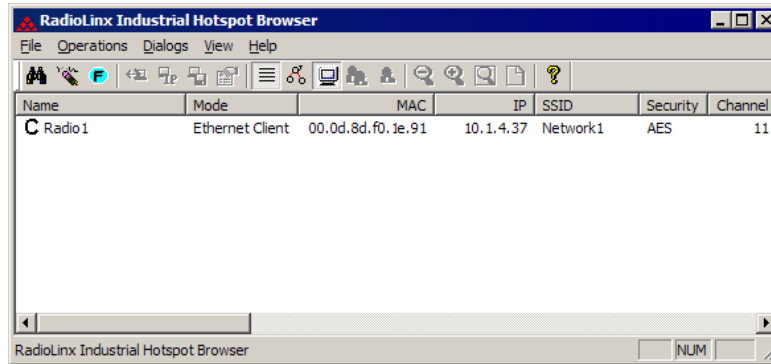 RadioLinx Industrial Hotspot Browser
File Operations Dialogs View Help
F IP ?
Name Mode MAC IP SSID Security Channel
C Radio1 Ethernet Client 00.0d.8d.f0.1e.91 10.1.4.37 Network1 AES 11
RadioLinx Industrial Hotspot Browser NUM